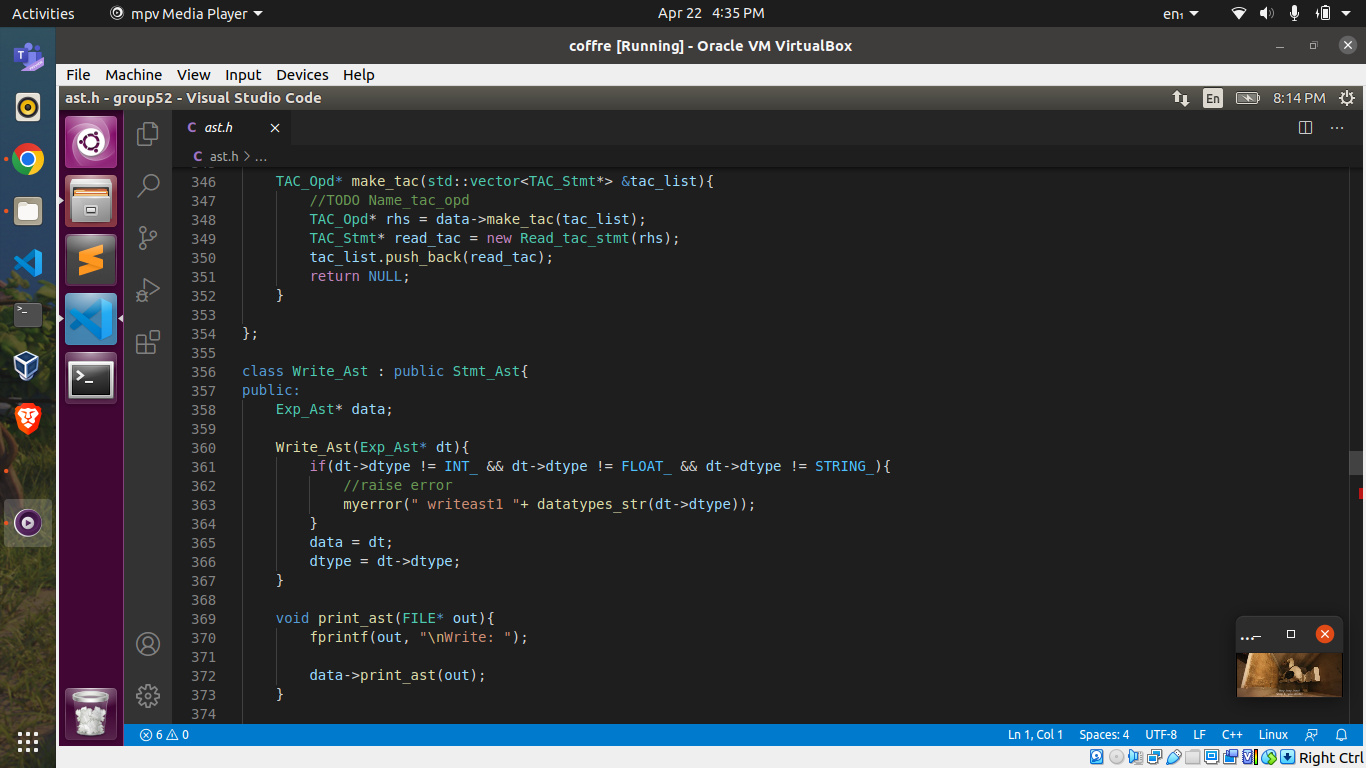 Activities mpv Media Player Apr 22 4:35 PM en₁
coffre [Running] - Oracle VM VirtualBox
File Machine View Input Devices Help
ast.h - group52 - Visual Studio Code En 8:14 PM
C ast.h
C ast.h > ...
346 TAC_Opd* make_tac(std::vector<TAC_Stmt*> &tac_list){
347 //TODO Name_tac_opd
348 TAC_Opd* rhs = data->make_tac(tac_list);
349 TAC_Stmt* read_tac = new Read_tac_stmt(rhs);
350 tac_list.push_back(read_tac);
351 return NULL;
352 }
353
354 };
355
356 class Write_Ast : public Stmt_Ast{
357 public:
358 Exp_Ast* data;
359
360 Write_Ast(Exp_Ast* dt){
361 if(dt->dtype != INT_ && dt->dtype != FLOAT_ && dt->dtype != STRING_){
362 //raise error
363 myerror(" writeast1 "+ datatypes_str(dt->dtype));
364 }
365 data = dt;
366 dtype = dt->dtype;
367 }
368
369 void print_ast(FILE* out){
370 fprintf(out, "\nWrite: ");
371
372 data->print_ast(out);
373 }
374
6 0 Ln 1, Col 1 Spaces: 4 UTF-8 LF C++ Linux
Right Ctrl